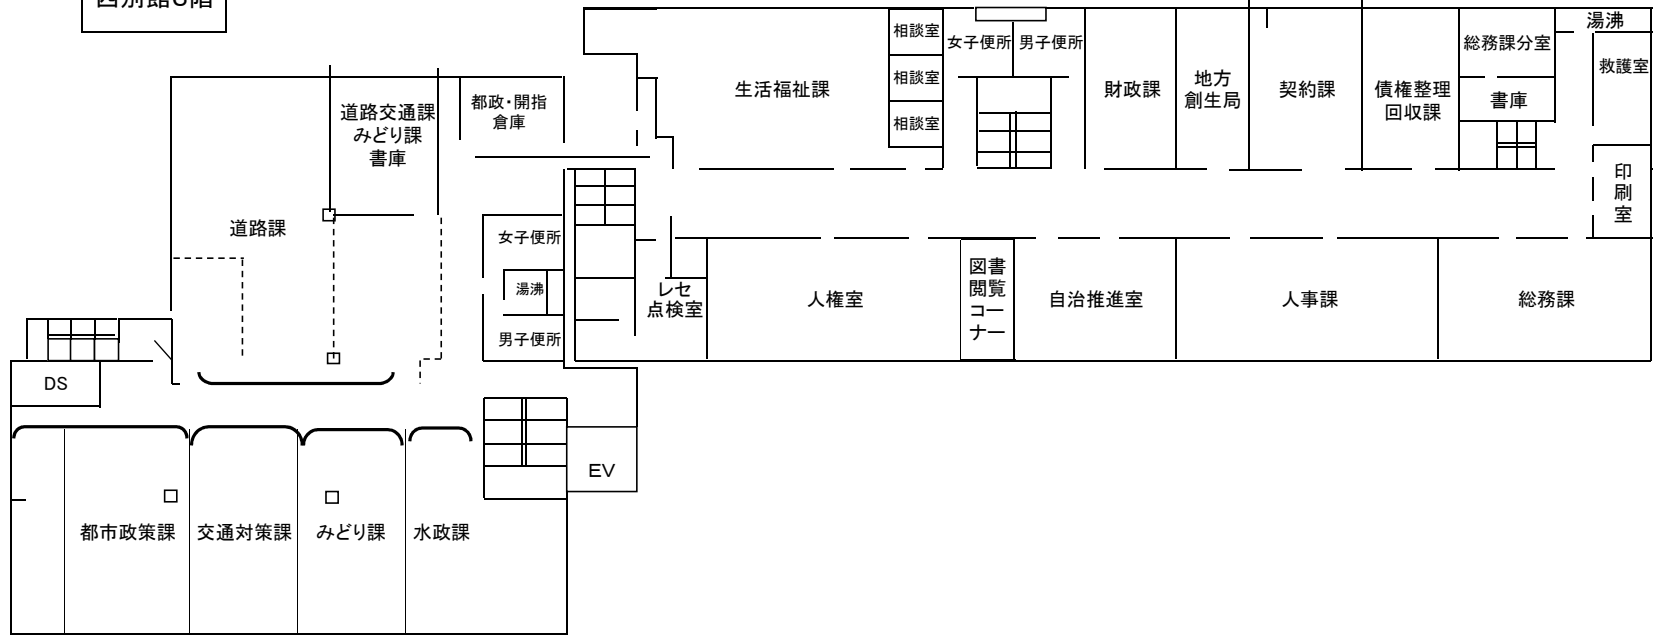 西別館3階
相談室
女子便所
男子便所
湯沸
総務課分室
救護室
生活福祉課
相談室
財政課
地方
創生局
契約課
債権整理
回収課
書庫
都政・開指
倉庫
道路交通課
みどり課
書庫
相談室
印
刷
室
道路課
女子便所
湯沸
男子便所
レセ
点検室
人権室
図書
閲覧
コー
ナー
自治推進室
人事課
総務課
DS
EV
都市政策課
交通対策課
みどり課
水政課